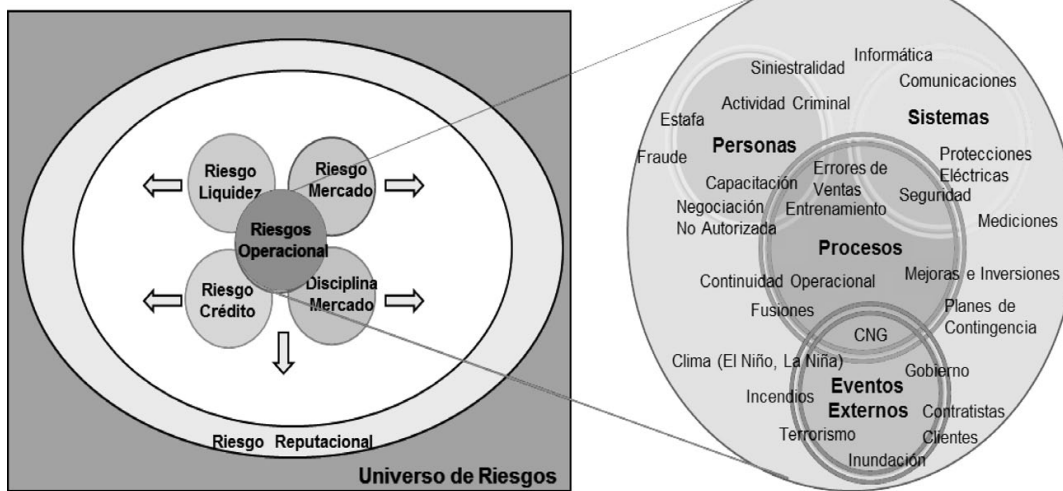 Riesgo
Liquidez
Riesgo
Mercado
Riesgos
Operacional
Riesgo
Crédito
Disciplina
Mercado
Riesgo Reputacional
Universo de Riesgos
Siniestralidad
Informática
Comunicaciones
Actividad Criminal
Sistemas
Estafa
Personas
Fraude
Errores de
Ventas
Protecciones
Eléctricas
Capacitación
Seguridad
Entrenamiento
Negociación
No Autorizada
Mediciones
Procesos
Continuidad Operacional
Mejoras e Inversiones
Fusiones
Planes de
Contingencia
CNG
Clima (El Niño, La Niña)
Gobierno
Eventos
Externos
Incendios
Contratistas
Terrorismo
Clientes
Inundación